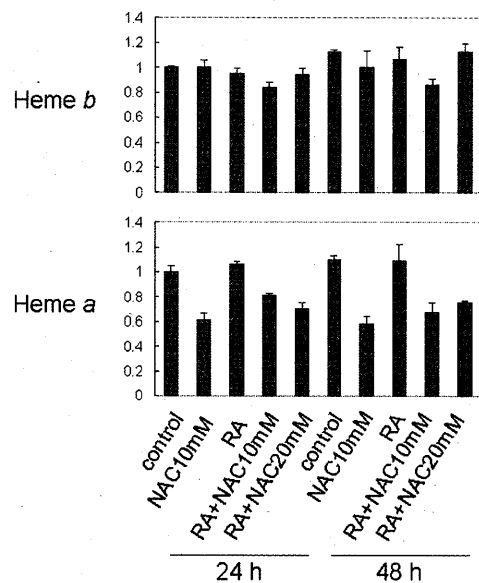 Heme b
1.4
1.2
1
0.8
0.6
0.4
0.2
0
Heme a
1.4
1.2
1
0.8
0.6
0.4
0.2
0
control
NAC10mM
RA
RA+NAC10mM
RA+NAC20mM
control
NAC10mM
RA
RA+NAC10mM
RA+NAC20mM
24 h
48 h